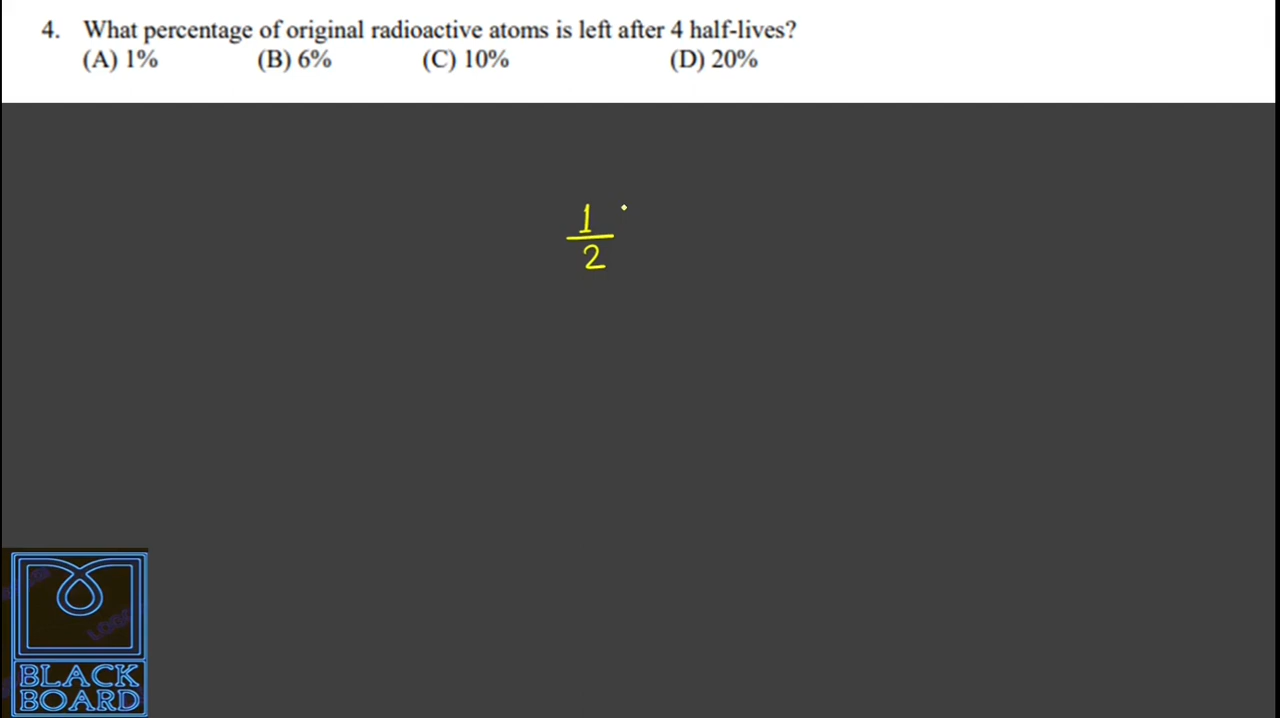 4. What percentage of original radioactive atoms is left after 4 half-lives?
(A) 1% (B) 6% (C) 10% (D) 20%
1
2
BLACK
BOARD